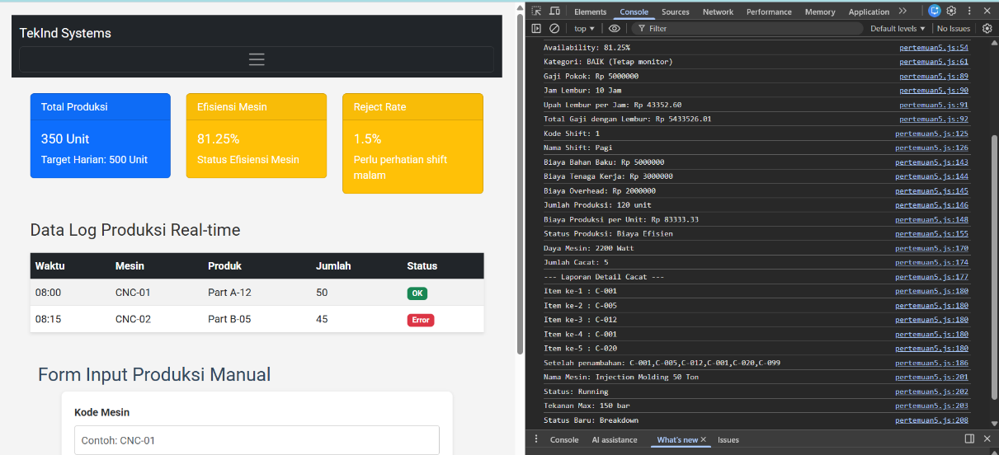 TekInd Systems
Total Produksi
350 Unit
Target Harian: 500 Unit
Efisiensi Mesin
81.25%
Status Efisiensi Mesin
Reject Rate
1.5%
Perlu perhatian shift
malam
Data Log Produksi Real-time
Waktu Mesin Produk Jumlah Status
08:00 CNC-01 Part A-12 50 OK
08:15 CNC-02 Part B-05 45 Error
Form Input Produksi Manual
Kode Mesin
Contoh: CNC-01
Elements Console Sources Network Performance Memory Application
top Filter Default levels No Issues
Availability: 81.25% pertemuan5.js:54
Kategori: BAIK (Tetap monitor) pertemuan5.js:61
Gaji Pokok: Rp 5000000 pertemuan5.js:89
Jam Lembur: 10 Jam pertemuan5.js:90
Upah Lembur per Jam: Rp 43352.60 pertemuan5.js:91
Total Gaji dengan Lembur: Rp 5433526.01 pertemuan5.js:92
Kode Shift: 1 pertemuan5.js:125
Nama Shift: Pagi pertemuan5.js:126
Biaya Bahan Baku: Rp 5000000 pertemuan5.js:143
Biaya Tenaga Kerja: Rp 3000000 pertemuan5.js:144
Biaya Overhead: Rp 2000000 pertemuan5.js:145
Jumlah Produksi: 120 unit pertemuan5.js:146
Biaya Produksi per Unit: Rp 83333.33 pertemuan5.js:148
Status Produksi: Biaya Efisien pertemuan5.js:155
Daya Mesin: 2200 Watt pertemuan5.js:170
Jumlah Cacat: 5 pertemuan5.js:174
--- Laporan Detail Cacat --- pertemuan5.js:177
Item ke-1 : C-001 pertemuan5.js:180
Item ke-2 : C-005 pertemuan5.js:180
Item ke-3 : C-012 pertemuan5.js:180
Item ke-4 : C-001 pertemuan5.js:180
Item ke-5 : C-020 pertemuan5.js:180
Setelah penambahan: C-001,C-005,C-012,C-001,C-020,C-099 pertemuan5.js:186
Nama Mesin: Injection Molding 50 Ton pertemuan5.js:201
Status: Running pertemuan5.js:202
Tekanan Max: 150 bar pertemuan5.js:203
Status Baru: Breakdown pertemuan5.js:208
Console AI assistance What's new Issues